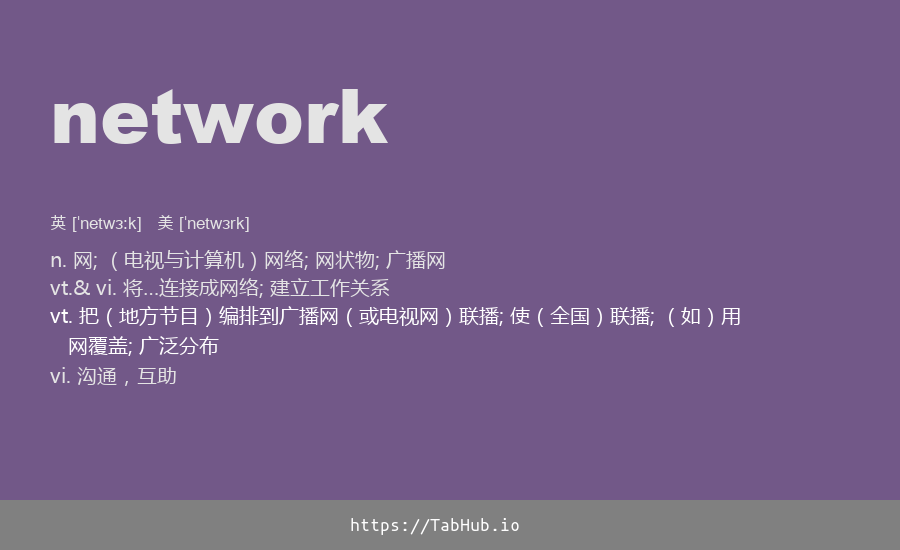 network
英 [ˈnetwɜ:k] 美 [ˈnetwɜrk]
n. 网; （电视与计算机）网络; 网状物; 广播网
vt.& vi. 将…连接成网络; 建立工作关系
vt. 把（地方节目）编排到广播网（或电视网）联播; 使（全国）联播; （如）用
网覆盖; 广泛分布
vi. 沟通，互助
https://TabHub.io